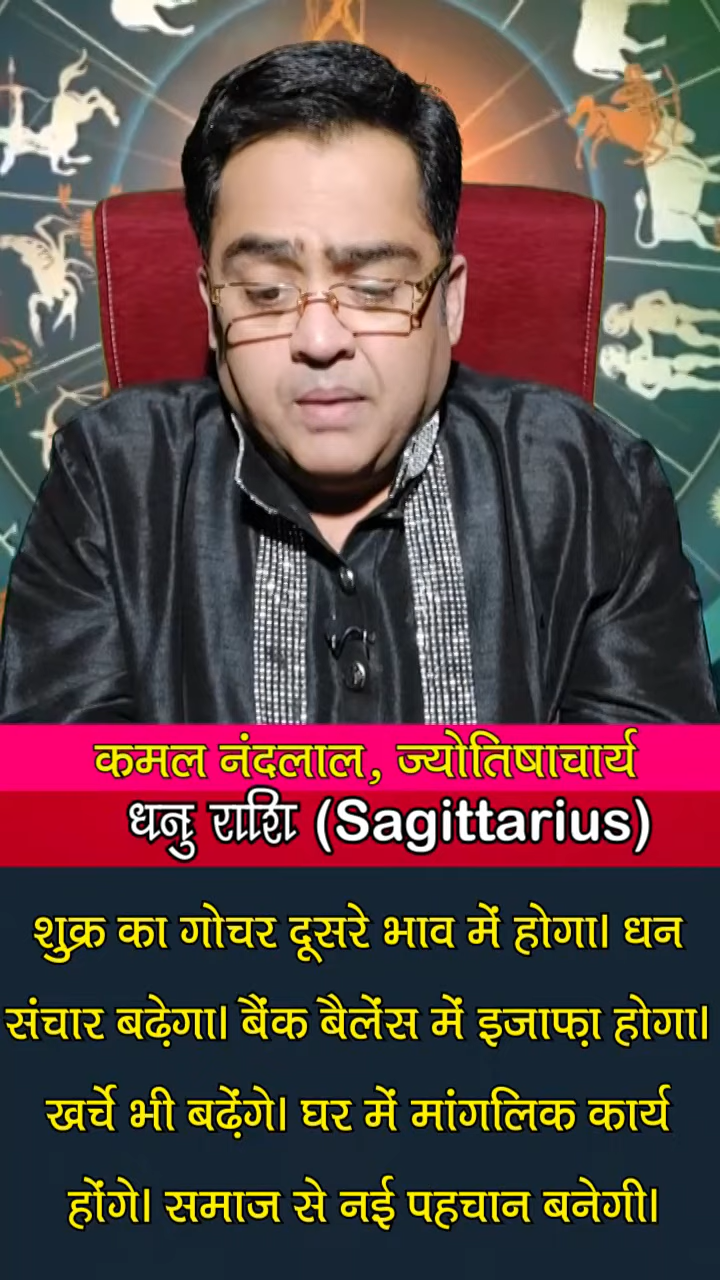 कमल नंदलाल, ज्योतिषाचार्य
धनु राशि (Sagittarius)
शुक्र का गोचर दूसरे भाव में होगा। धन
संचार बढ़ेगा। बैंक बैलेंस में इजाफा़ होगा।
खर्चे भी बढ़ेंगे। घर में मांगलिक कार्य
होंगे। समाज से नई पहचान बनेगी।